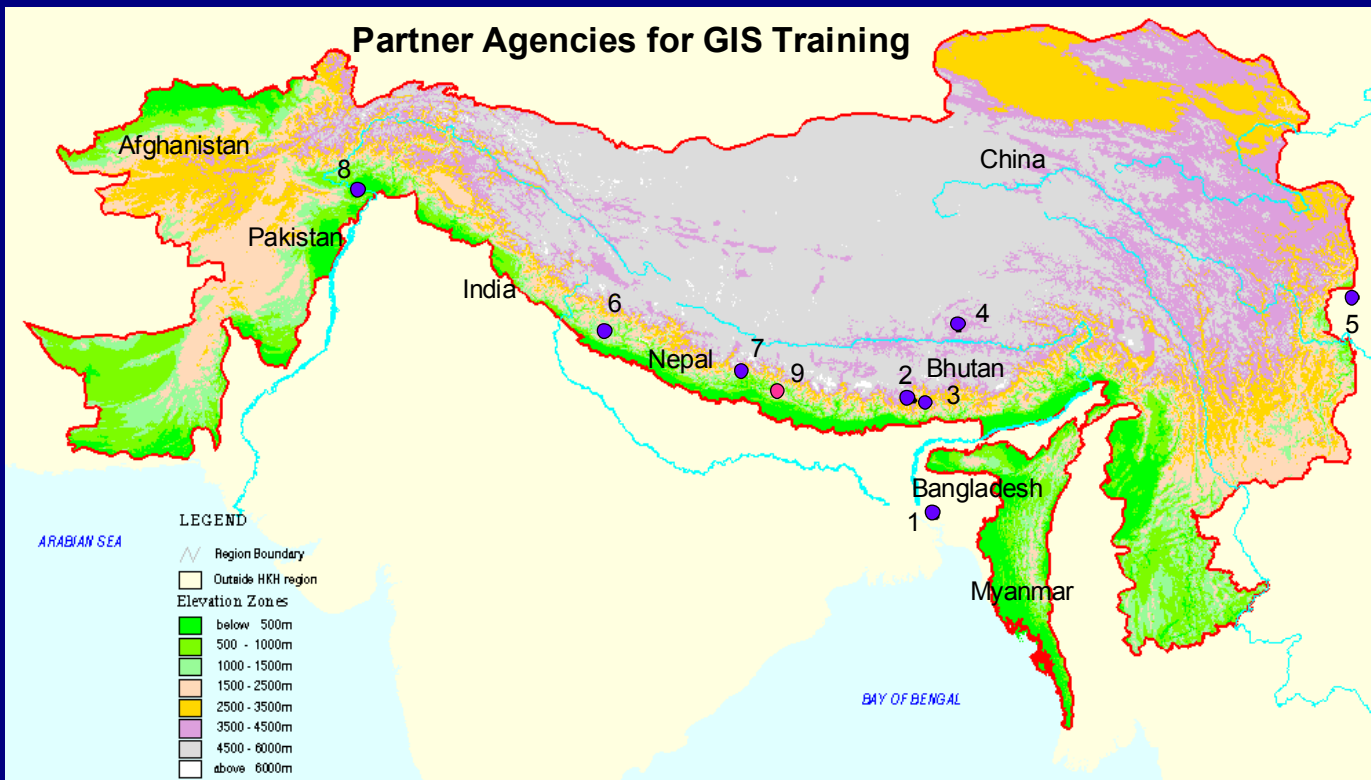 Partner Agencies for GIS Training
Afghanistan
China
8
Pakistan
India
6
4
5
Nepal
7
Bhutan
9
2
3
Bangladesh
1
Myanmar
ARABIAN SEA
BAY OF BENGAL
LEGEND
Region Boundary
Outside HKH region
Elevation Zones
below 500m
500 - 1000m
1000 - 1500m
1500 - 2500m
2500 - 3500m
3500 - 4500m
4500 - 6000m
above 6000m